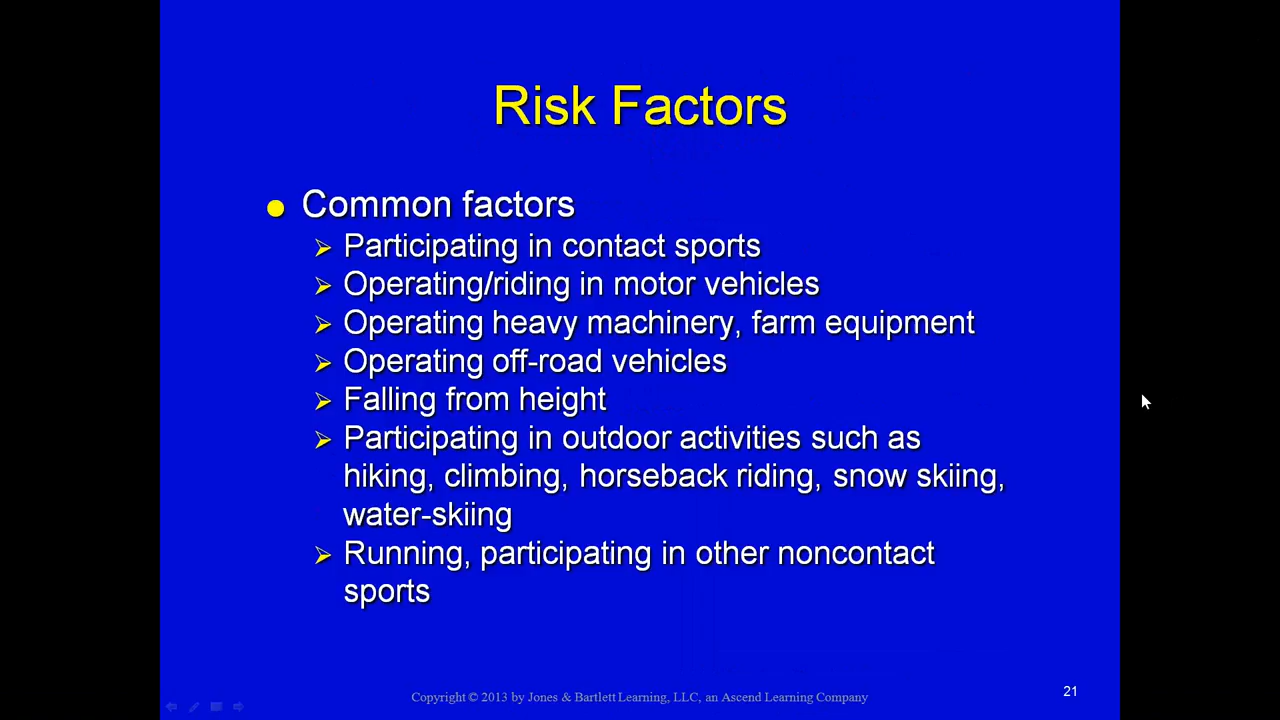 Risk Factors
Common factors
Participating in contact sports
Operating/riding in motor vehicles
Operating heavy machinery, farm equipment
Operating off-road vehicles
Falling from height
Participating in outdoor activities such as
hiking, climbing, horseback riding, snow skiing,
water-skiing
Running, participating in other noncontact
sports
Copyright © 2013 by Jones & Bartlett Learning, LLC, an Ascend Learning Company
21